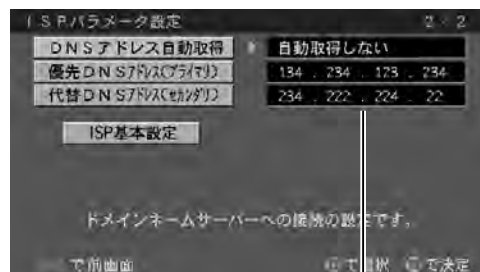 ISPパラメータ設定 2/2
DNSアドレス自動取得 自動取得しない
優先DNSアドレス(プライマリ) 134 . 234 . 123 . 234
代替DNSアドレス(セカンダリ) 234 . 222 . 224 . 22
ISP基本設定
ドメインネームサーバーへの接続の設定です。
で前画面 で選択 で決定